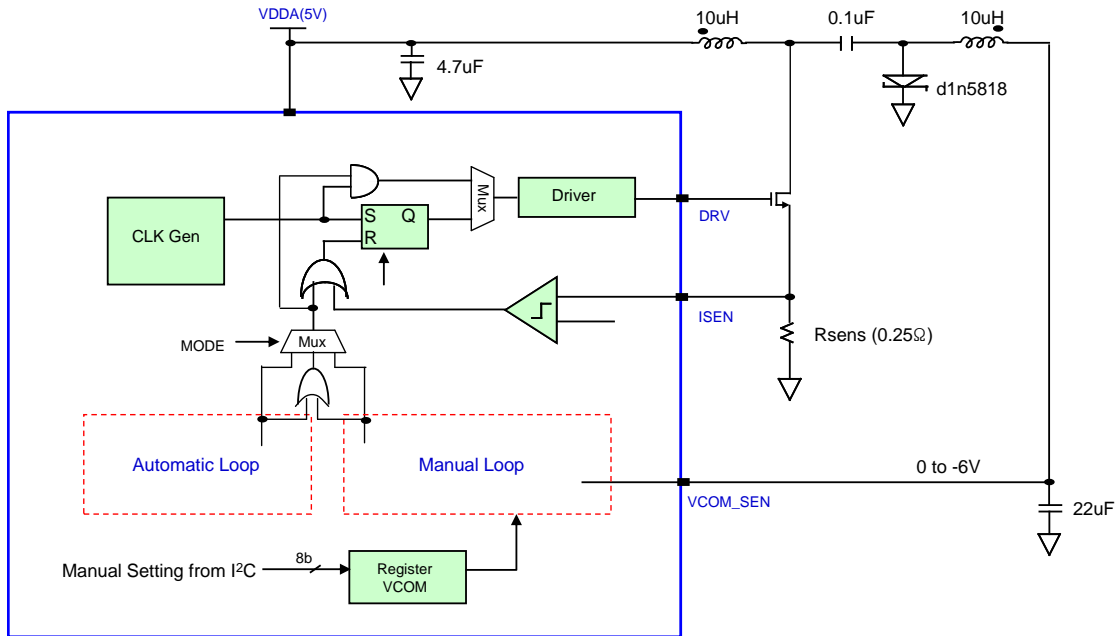 VDDA(5V)
10uH
0.1uF
10uH
4.7uF
d1n5818
CLK Gen
S Q
R
Mux
Driver
DRV
ISEN
Rsens (0.25Ω)
MODE
Mux
Automatic Loop
Manual Loop
0 to -6V
VCOM_SEN
22uF
Manual Setting from I²C
8b
Register
VCOM